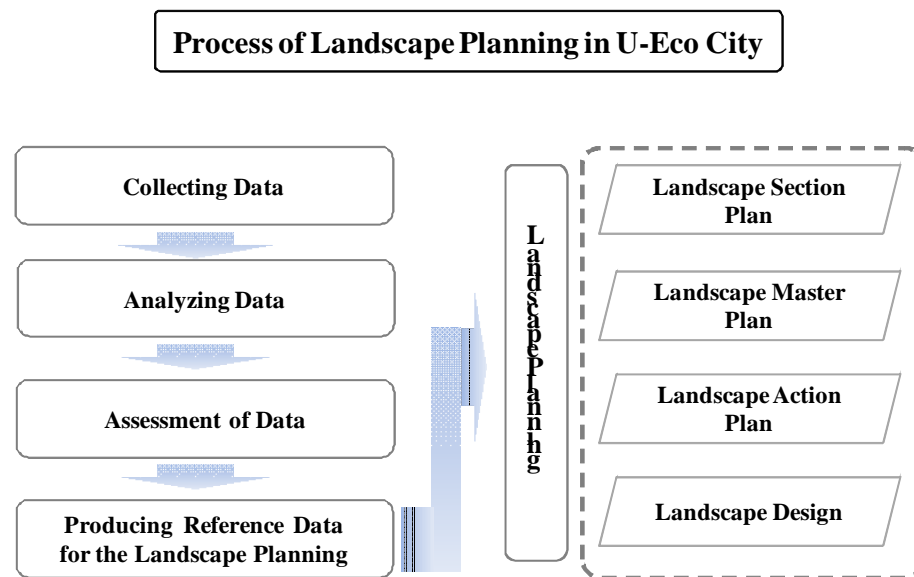 Process of Landscape Planning in U-Eco City
Collecting Data
Analyzing Data
Assessment of Data
Producing Reference Data
for the Landscape Planning
Landscape Planning
Landscape Section
Plan
Landscape Master
Plan
Landscape Action
Plan
Landscape Design